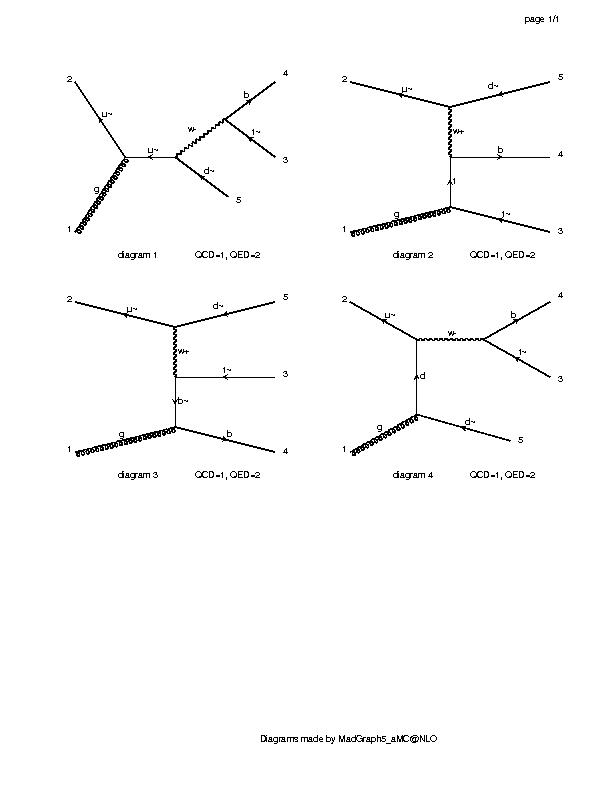 page 1/1
2
u~
g
1
u~
w-
b
4
t~
3
d~
5
diagram 1 QCD=1, QED=2
2
u~
d~
5
w+
b
4
t
g
1
t~
3
diagram 2 QCD=1, QED=2
2
u~
d~
5
w+
t~
3
b~
g
1
b
4
diagram 3 QCD=1, QED=2
2
u~
w-
b
4
t~
3
d
g
1
d~
5
diagram 4 QCD=1, QED=2
Diagrams made by MadGraph5_aMC@NLO